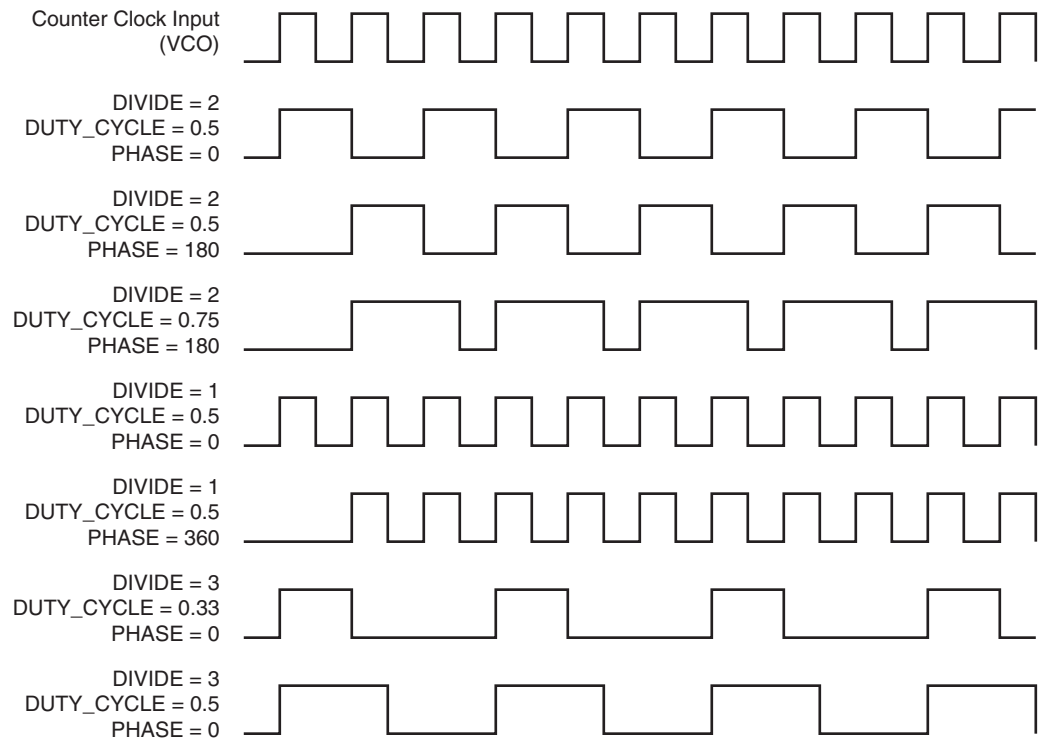 Counter Clock Input
(VCO)
DIVIDE = 2
DUTY_CYCLE = 0.5
PHASE = 0
DIVIDE = 2
DUTY_CYCLE = 0.5
PHASE = 180
DIVIDE = 2
DUTY_CYCLE = 0.75
PHASE = 180
DIVIDE = 1
DUTY_CYCLE = 0.5
PHASE = 0
DIVIDE = 1
DUTY_CYCLE = 0.5
PHASE = 360
DIVIDE = 3
DUTY_CYCLE = 0.33
PHASE = 0
DIVIDE = 3
DUTY_CYCLE = 0.5
PHASE = 0